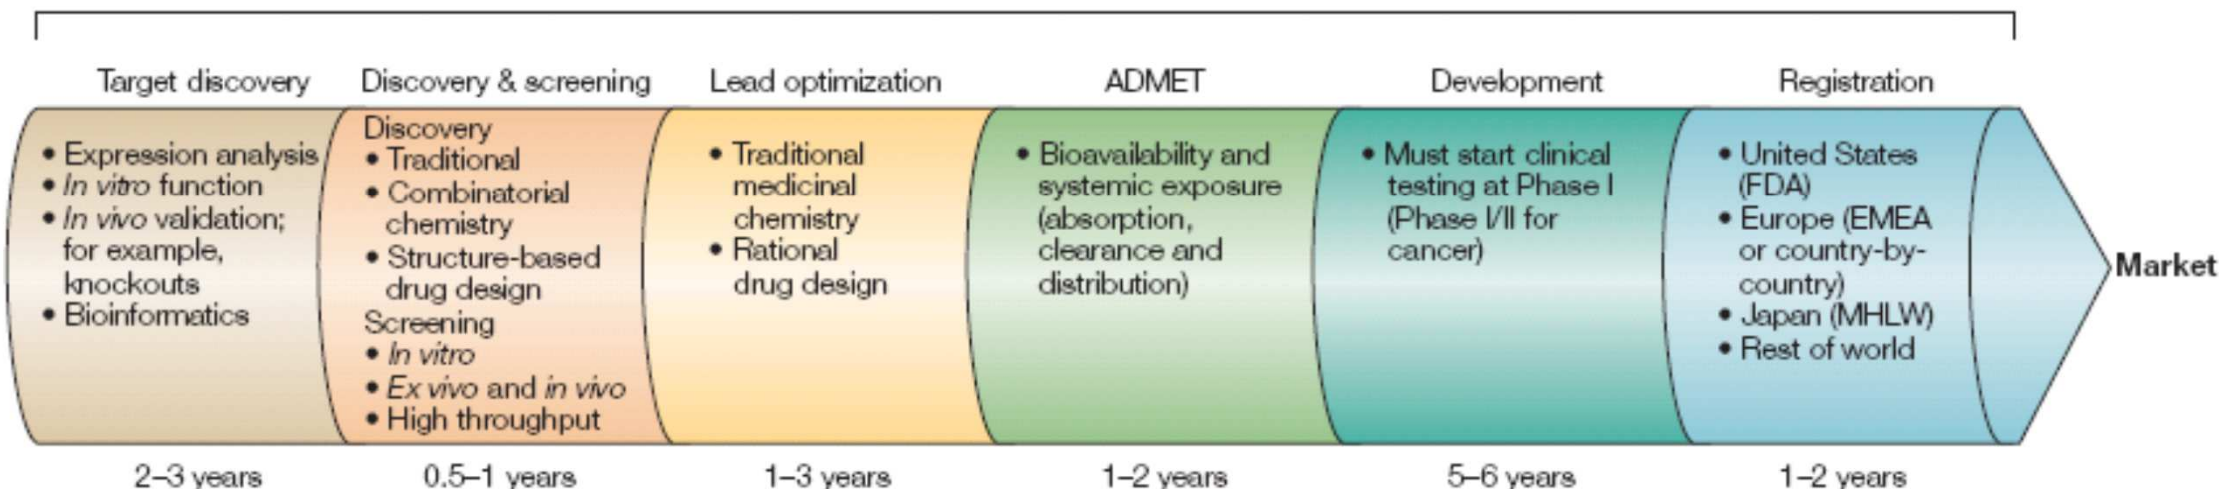 Target discovery
Discovery & screening
Lead optimization
ADMET
Development
Registration
• Expression analysis
• In vitro function
• In vivo validation;
for example,
knockouts
• Bioinformatics
Discovery
• Traditional
• Combinatorial
chemistry
• Structure-based
drug design
Screening
• In vitro
• Ex vivo and in vivo
• High throughput
• Traditional
medicinal
chemistry
• Rational
drug design
• Bioavailability and
systemic exposure
(absorption,
clearance and
distribution)
• Must start clinical
testing at Phase I
(Phase I/II for
cancer)
• United States
(FDA)
• Europe (EMEA
or country-by-
country)
• Japan (MHLW)
• Rest of world
Market
2–3 years
0.5–1 years
1–3 years
1–2 years
5–6 years
1–2 years